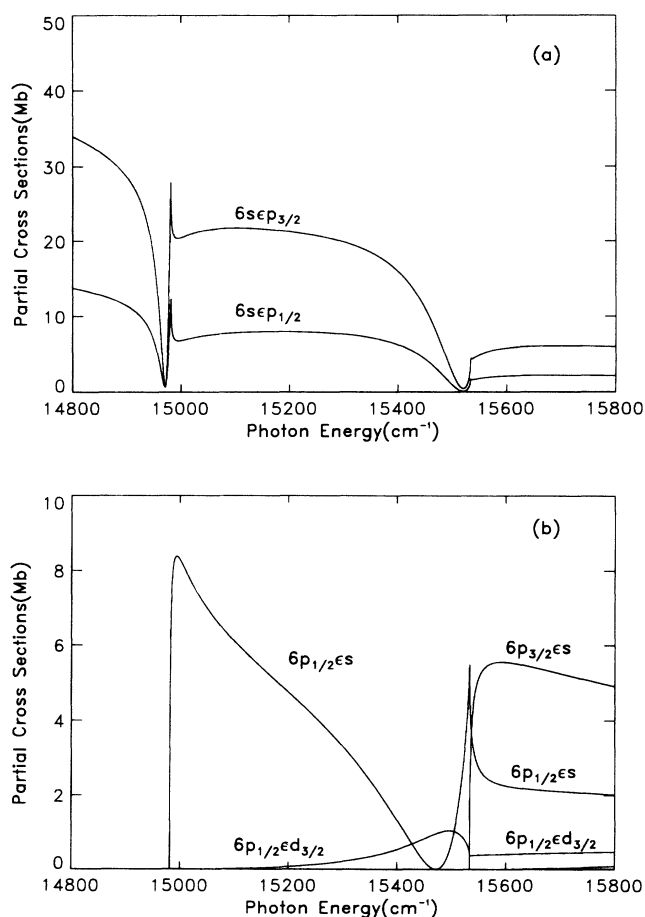 (a)
Partial Cross Sections(Mb)
50
40
30
20
10
0
6sεp₃/₂
6sεp₁/₂
14800 15000 15200 15400 15600 15800
Photon Energy(cm⁻¹)
(b)
Partial Cross Sections(Mb)
8
6
4
2
0
6p₁/₂εs
6p₃/₂εs
6p₁/₂εs
6p₁/₂εd₃/₂
6p₁/₂εd₃/₂
14800 15000 15200 15400 15600 15800
Photon Energy(cm⁻¹)